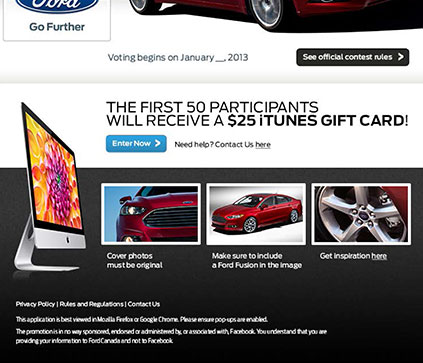 Ford
Go Further
Voting begins on January __, 2013
See official contest rules >
THE FIRST 50 PARTICIPANTS
WILL RECEIVE A $25 iTUNES GIFT CARD!
Enter Now >
Need help? Contact Us here
Cover photos
must be original
Make sure to include
a Ford Fusion in the image
Get inspiration here
Privacy Policy | Rules and Regulations | Contact Us
This application is best viewed in Mozilla Firefox or Google Chrome. Please ensure pop-ups are enabled.
The promotion is in no way sponsored, endorsed or administered by, or associated with, Facebook. You understand that you are
providing your information to Ford Canada and not to Facebook.